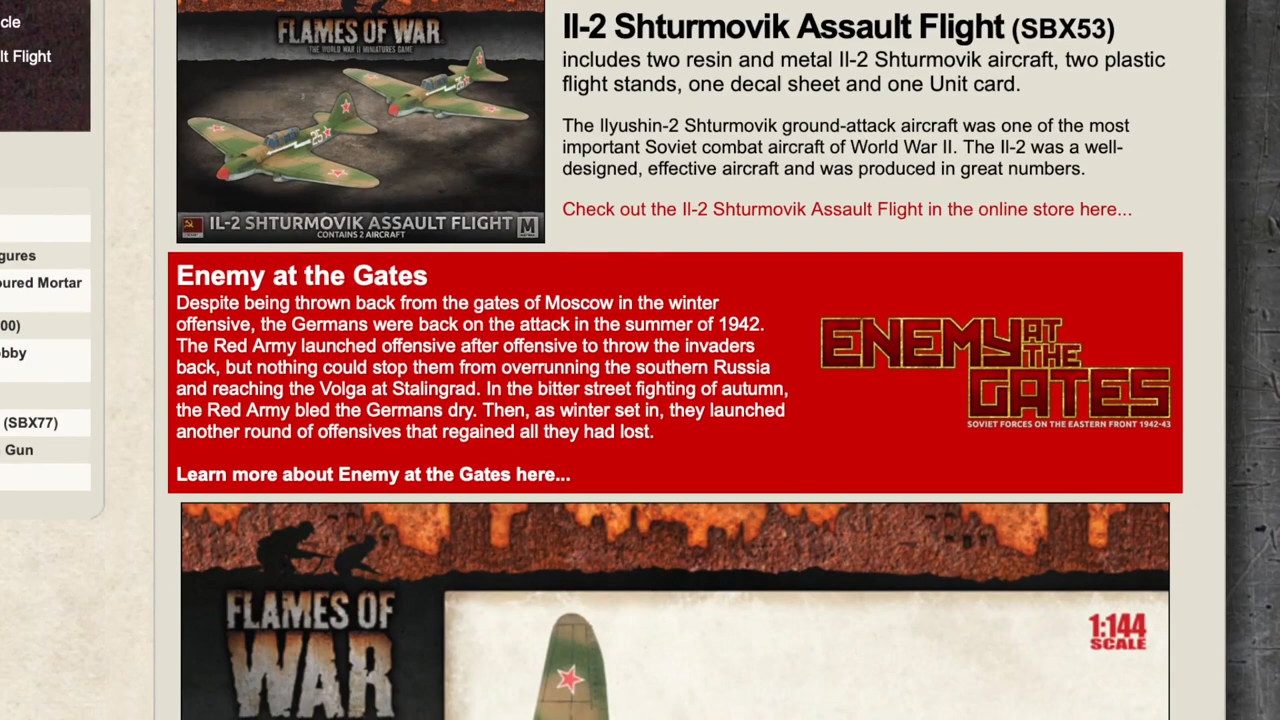 cle
lt Flight
gures
oured Mortar
00)
obby
(SBX77)
Gun
FLAMES OF WAR
THE WORLD WAR II MINIATURES GAME
IL-2 SHTURMOVIK ASSAULT FLIGHT
CONTAINS 2 AIRCRAFT
M
Il-2 Shturmovik Assault Flight (SBX53)
includes two resin and metal Il-2 Shturmovik aircraft, two plastic
flight stands, one decal sheet and one Unit card.
The Ilyushin-2 Shturmovik ground-attack aircraft was one of the most
important Soviet combat aircraft of World War II. The Il-2 was a well-
designed, effective aircraft and was produced in great numbers.
Check out the Il-2 Shturmovik Assault Flight in the online store here...
Enemy at the Gates
Despite being thrown back from the gates of Moscow in the winter
offensive, the Germans were back on the attack in the summer of 1942.
The Red Army launched offensive after offensive to throw the invaders
back, but nothing could stop them from overrunning the southern Russia
and reaching the Volga at Stalingrad. In the bitter street fighting of autumn,
the Red Army bled the Germans dry. Then, as winter set in, they launched
another round of offensives that regained all they had lost.
Learn more about Enemy at the Gates here...
ENEMY AT
THE
GATES
SOVIET FORCES ON THE EASTERN FRONT 1942-43
FLAMES OF
WAR
1:144
SCALE